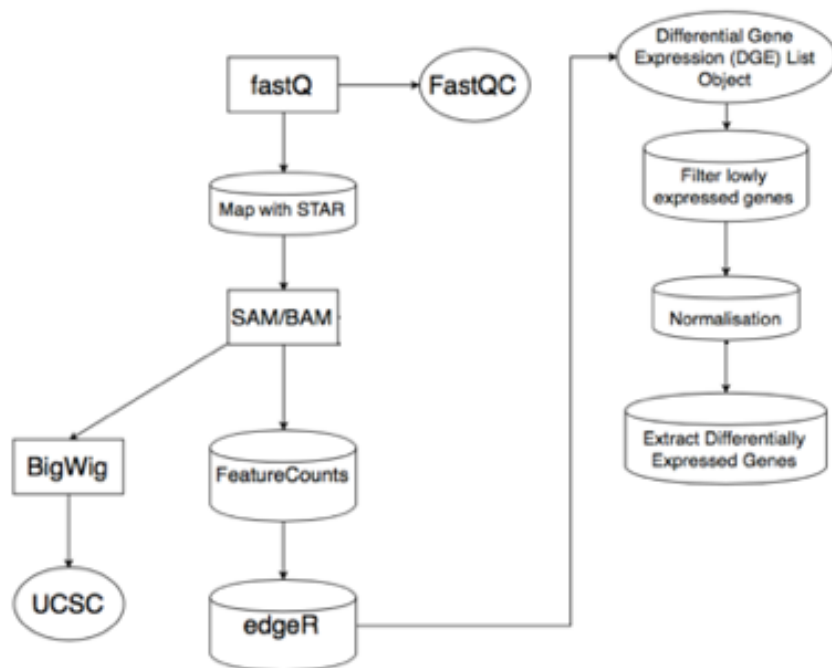 fastQ
FastQC
Map with STAR
SAM/BAM
BigWig
UCSC
FeatureCounts
edgeR
Differential Gene
Expression (DGE) List
Object
Filter lowly
expressed genes
Normalisation
Extract Differentially
Expressed Genes